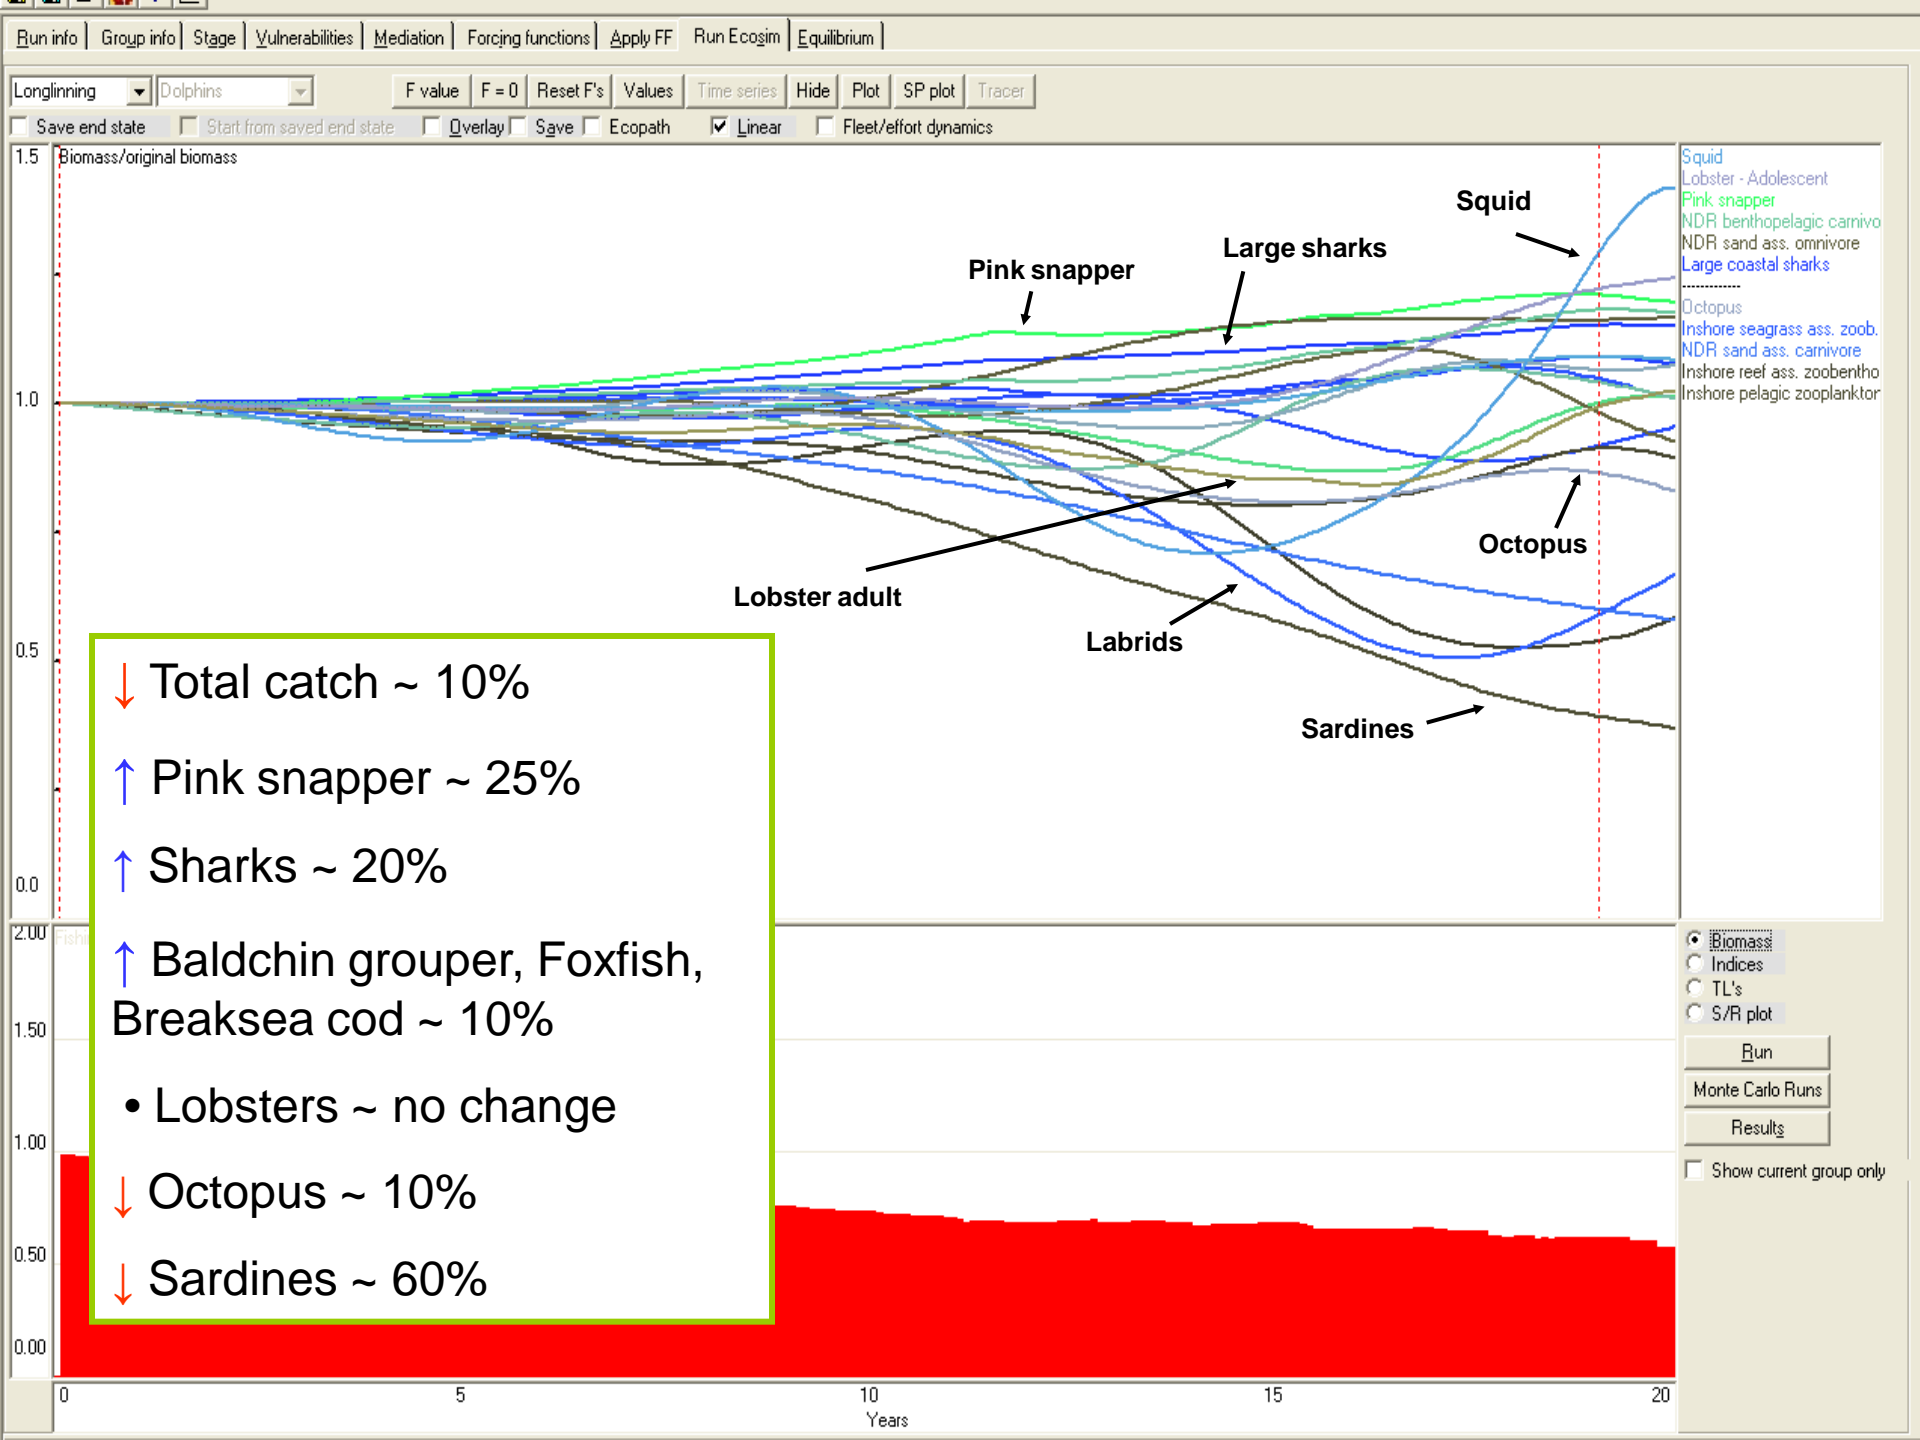 Run info Group info Stage Vulnerabilities Mediation Forcing functions Apply FF Run Ecosim Equilibrium
Longlinning Dolphins F value F = 0 Reset F's Values Time series Hide Plot SP plot Tracer
Save end state Start from saved end state Overlay Save Ecopath Linear Fleet/effort dynamics
1.5 Biomass/original biomass
1.0
0.5
0.0
Squid
Large sharks
Pink snapper
Octopus
Lobster adult
Labrids
Sardines
Squid
Lobster - Adolescent
Pink snapper
NDR benthopelagic carnivo
NDR sand ass. omnivore
Large coastal sharks
-------------
Octopus
Inshore seagrass ass. zoob.
NDR sand ass. carnivore
Inshore reef ass. zoobentho
Inshore pelagic zooplankton
↓ Total catch ~ 10%
↑ Pink snapper ~ 25%
↑ Sharks ~ 20%
↑ Baldchin grouper, Foxfish,
Breaksea cod ~ 10%
• Lobsters ~ no change
↓ Octopus ~ 10%
↓ Sardines ~ 60%
2.00 Fishi
1.50
1.00
0.50
0.00
0 5 10 15 20
Years
Biomass
Indices
TL's
S/R plot
Run
Monte Carlo Runs
Results
Show current group only